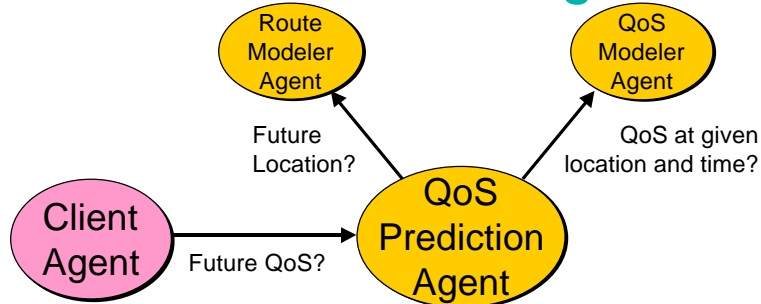 Route
Modeler
Agent
QoS
Modeler
Agent
Future
Location?
QoS at given
location and time?
Client
Agent
Future QoS?
QoS
Prediction
Agent